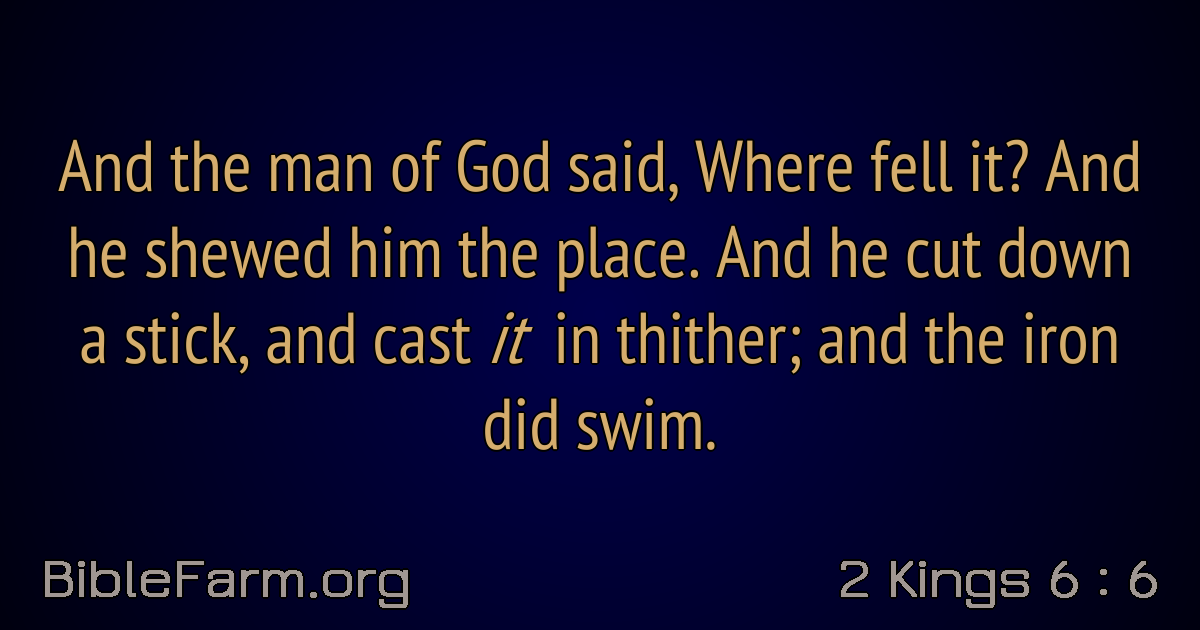 And the man of God said, Where fell it? And
he shewed him the place. And he cut down
a stick, and cast it in thither; and the iron
did swim.
BibleFarm.org
2 Kings 6 : 6